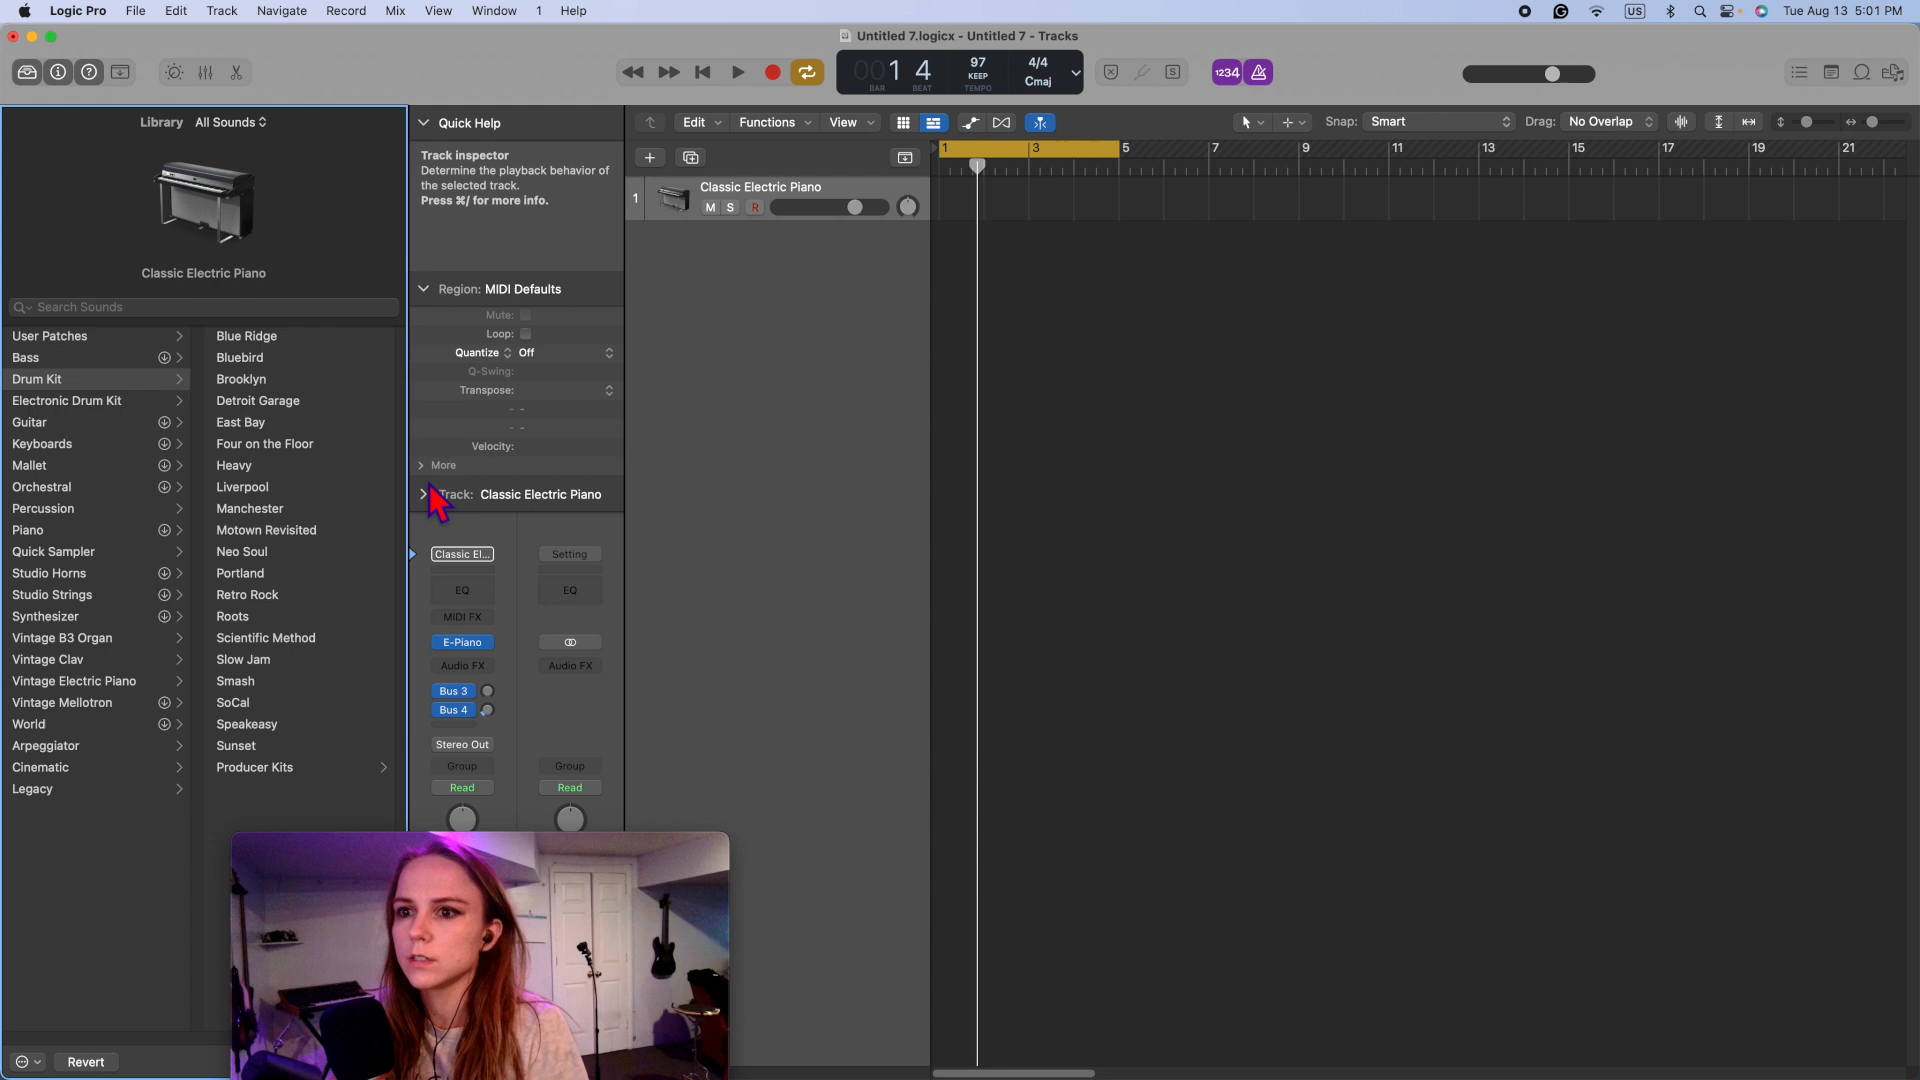 Logic Pro File Edit Track Navigate Record Mix View Window 1 Help
US Tue Aug 13 5:01 PM
Untitled 7.logicx - Untitled 7 - Tracks
001 4 97 4/4
KEEP Cmaj
BAR BEAT TEMPO
S
1234
Library All Sounds
Classic Electric Piano
Search Sounds
User Patches
Bass
Drum Kit
Electronic Drum Kit
Guitar
Keyboards
Mallet
Orchestral
Percussion
Piano
Quick Sampler
Studio Horns
Studio Strings
Synthesizer
Vintage B3 Organ
Vintage Clav
Vintage Electric Piano
Vintage Mellotron
World
Arpeggiator
Cinematic
Legacy
Blue Ridge
Bluebird
Brooklyn
Detroit Garage
East Bay
Four on the Floor
Heavy
Liverpool
Manchester
Motown Revisited
Neo Soul
Portland
Retro Rock
Roots
Scientific Method
Slow Jam
Smash
SoCal
Speakeasy
Sunset
Producer Kits
Revert
Quick Help
Track inspector
Determine the playback behavior of
the selected track.
Press ⌘/ for more info.
Region: MIDI Defaults
Mute:
Loop:
Quantize Off
Q-Swing:
Transpose:
- -
- -
Velocity:
More
Track: Classic Electric Piano
Classic El... Setting
EQ EQ
MIDI FX
E-Piano
Audio FX Audio FX
Bus 3
Bus 4
Stereo Out
Group Group
Read Read
Edit Functions View
Snap: Smart Drag: No Overlap
1 3 5 7 9 11 13 15 17 19 21
1 Classic Electric Piano
M S R